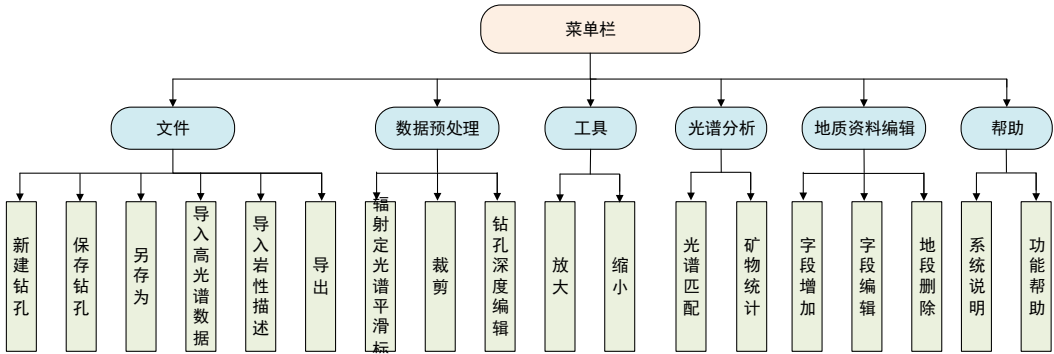 菜单栏
文件
数据预处理
工具
光谱分析
地质资料编辑
帮助
新建钻孔
保存钻孔
另存为
导入高光谱数据
导入岩性描述
导出
辐射定光谱平滑标
裁剪
钻孔深度编辑
放大
缩小
光谱匹配
矿物统计
字段增加
字段编辑
地段删除
系统说明
功能帮助